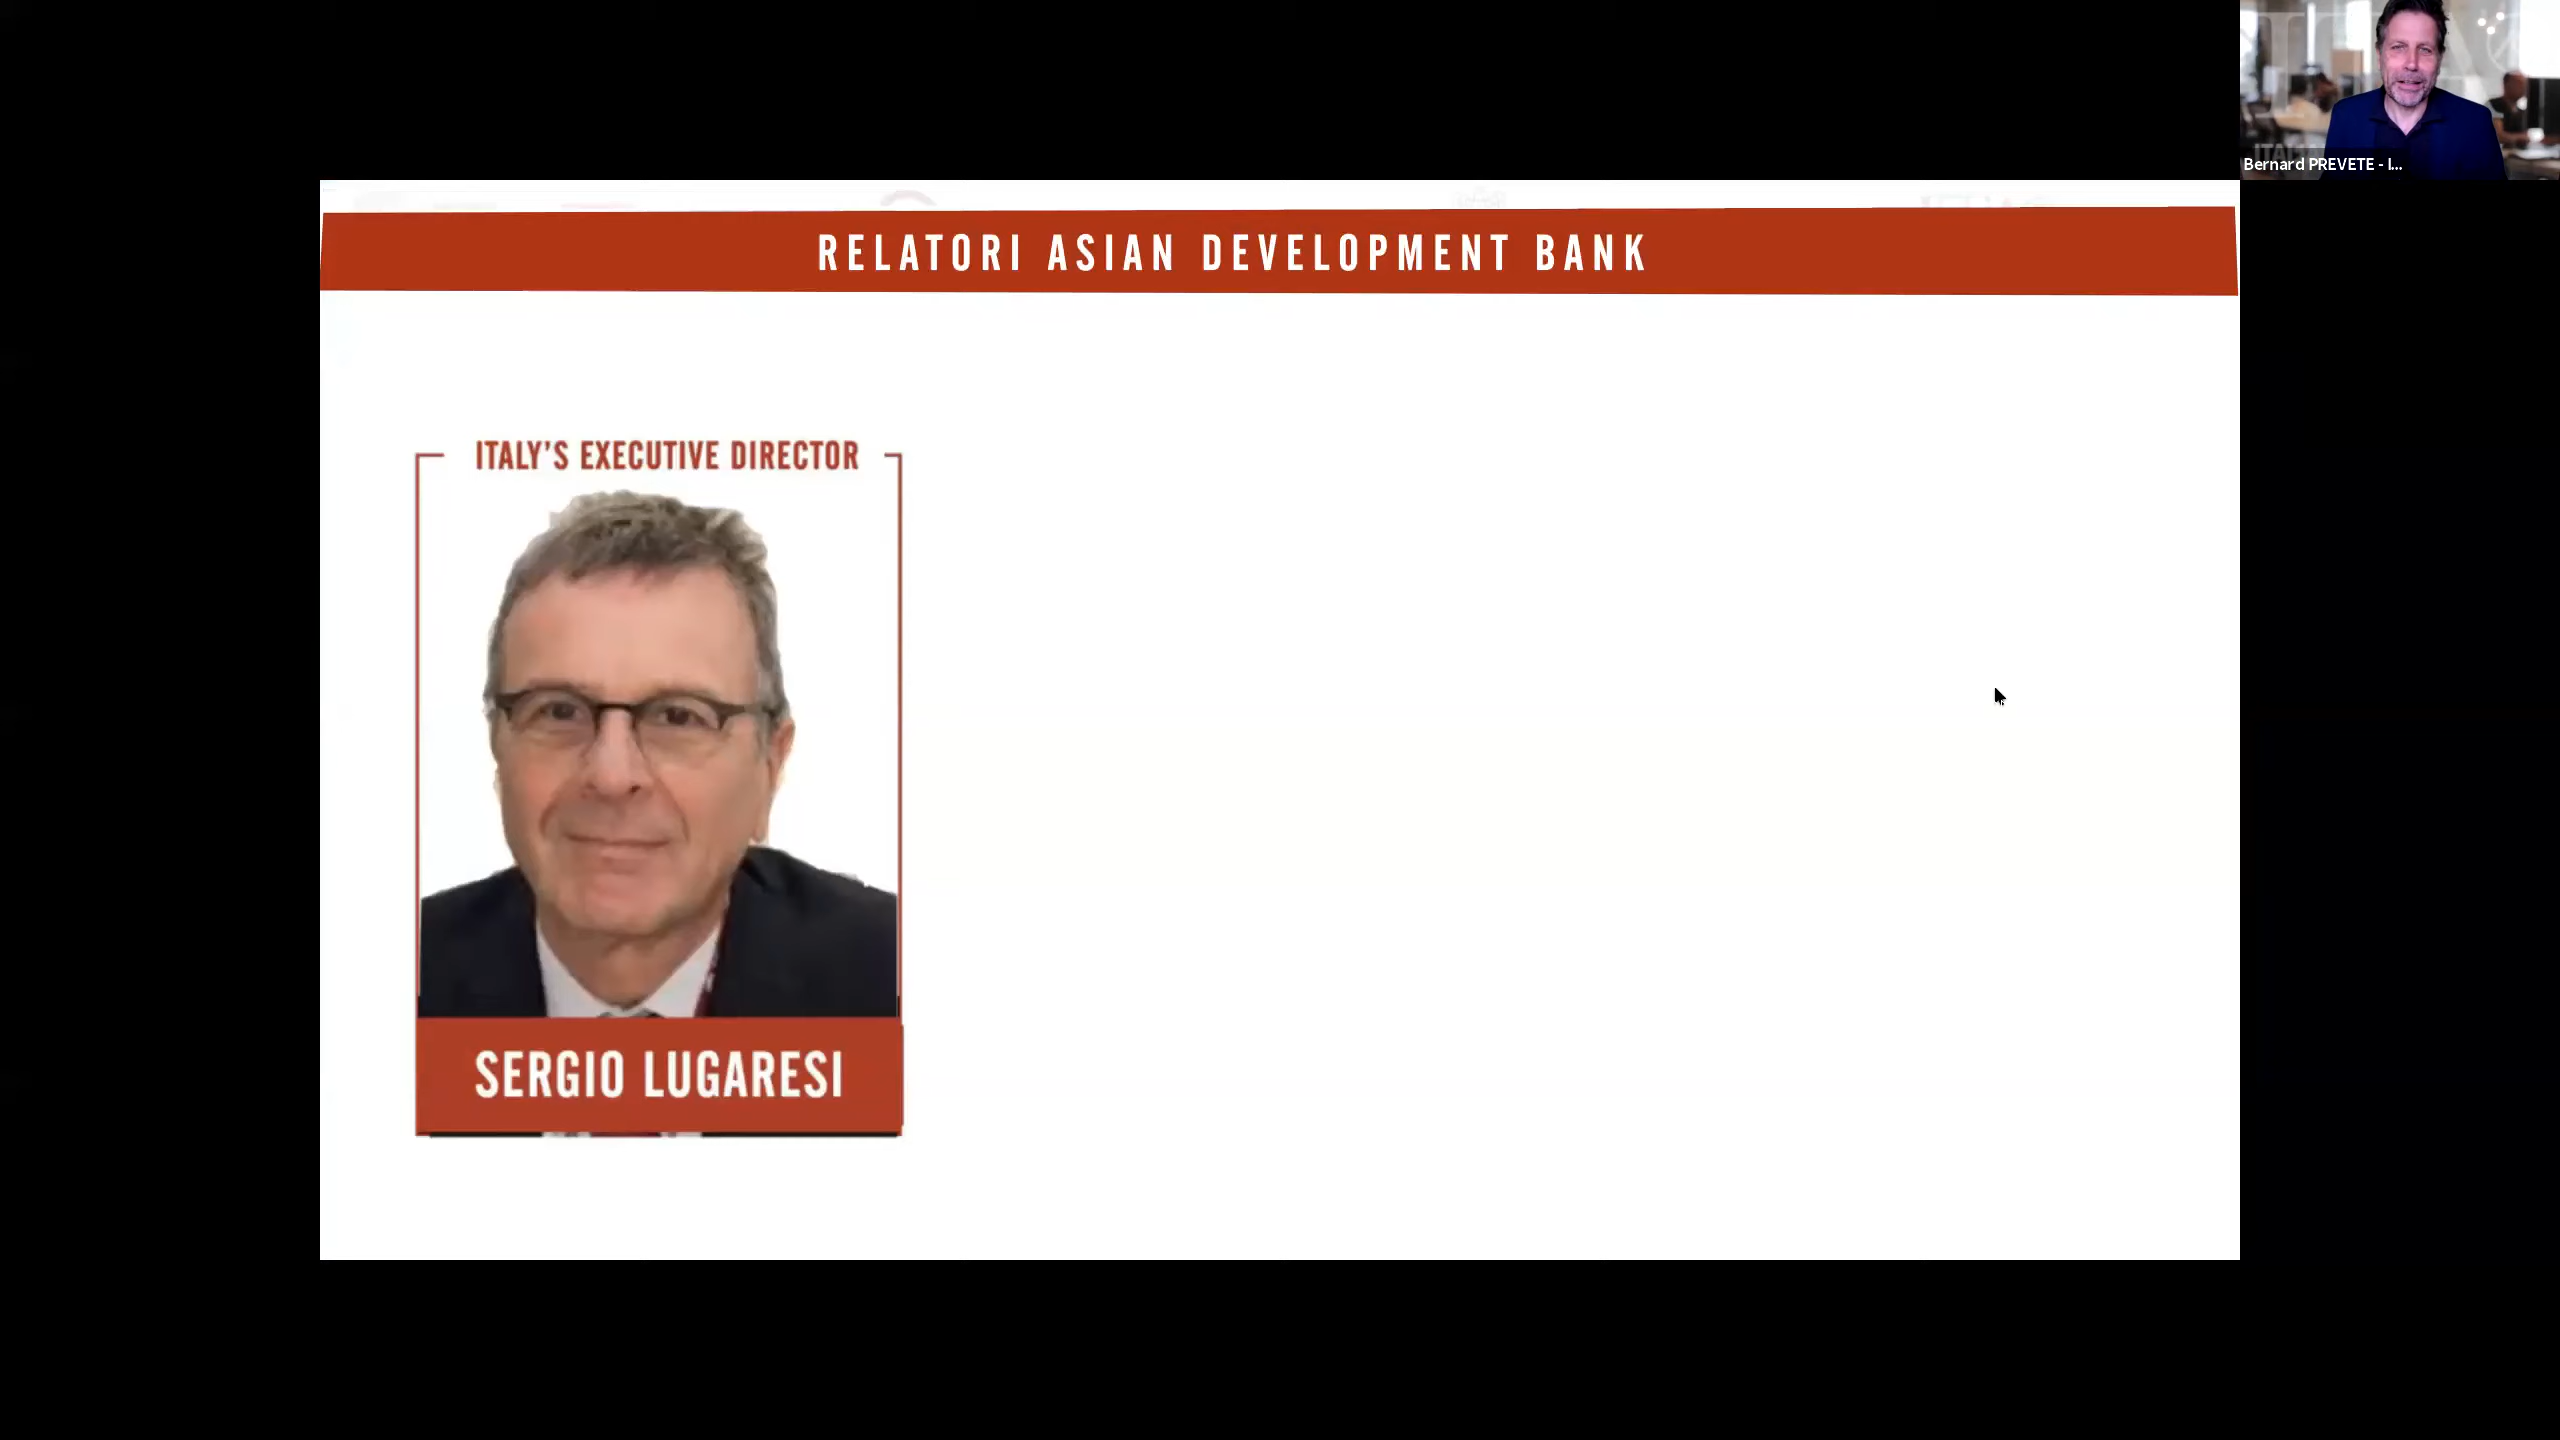 Bernard PREVETE - I...
RELATORI ASIAN DEVELOPMENT BANK
ITALY'S EXECUTIVE DIRECTOR
SERGIO LUGARESI